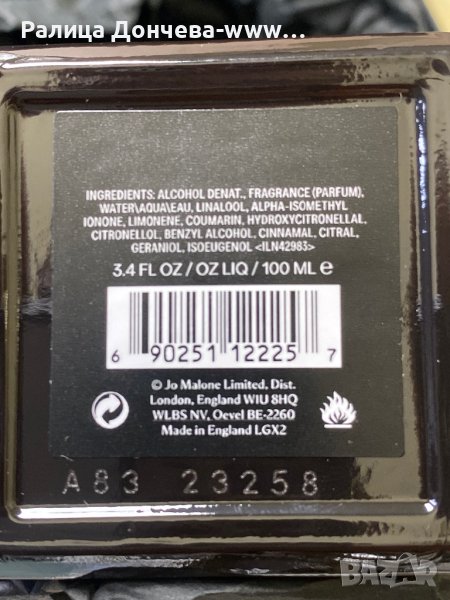 Ралица Дончева-www...
INGREDIENTS: ALCOHOL DENAT., FRAGRANCE (PARFUM),
WATER\AQUA\EAU, LINALOOL, ALPHA-ISOMETHYL
IONONE, LIMONENE, COUMARIN, HYDROXYCITRONELLAL,
CITRONELLOL, BENZYL ALCOHOL, CINNAMAL, CITRAL,
GERANIOL, ISOEUGENOL <ILN42983>
3.4 FL OZ / OZ LIQ / 100 ML ℮
6 90251 12225 7
© Jo Malone Limited, Dist.
London, England W1U 8HQ
WLBS NV, Oevel BE-2260
Made in England LGX2
A83 23258
BAZAR